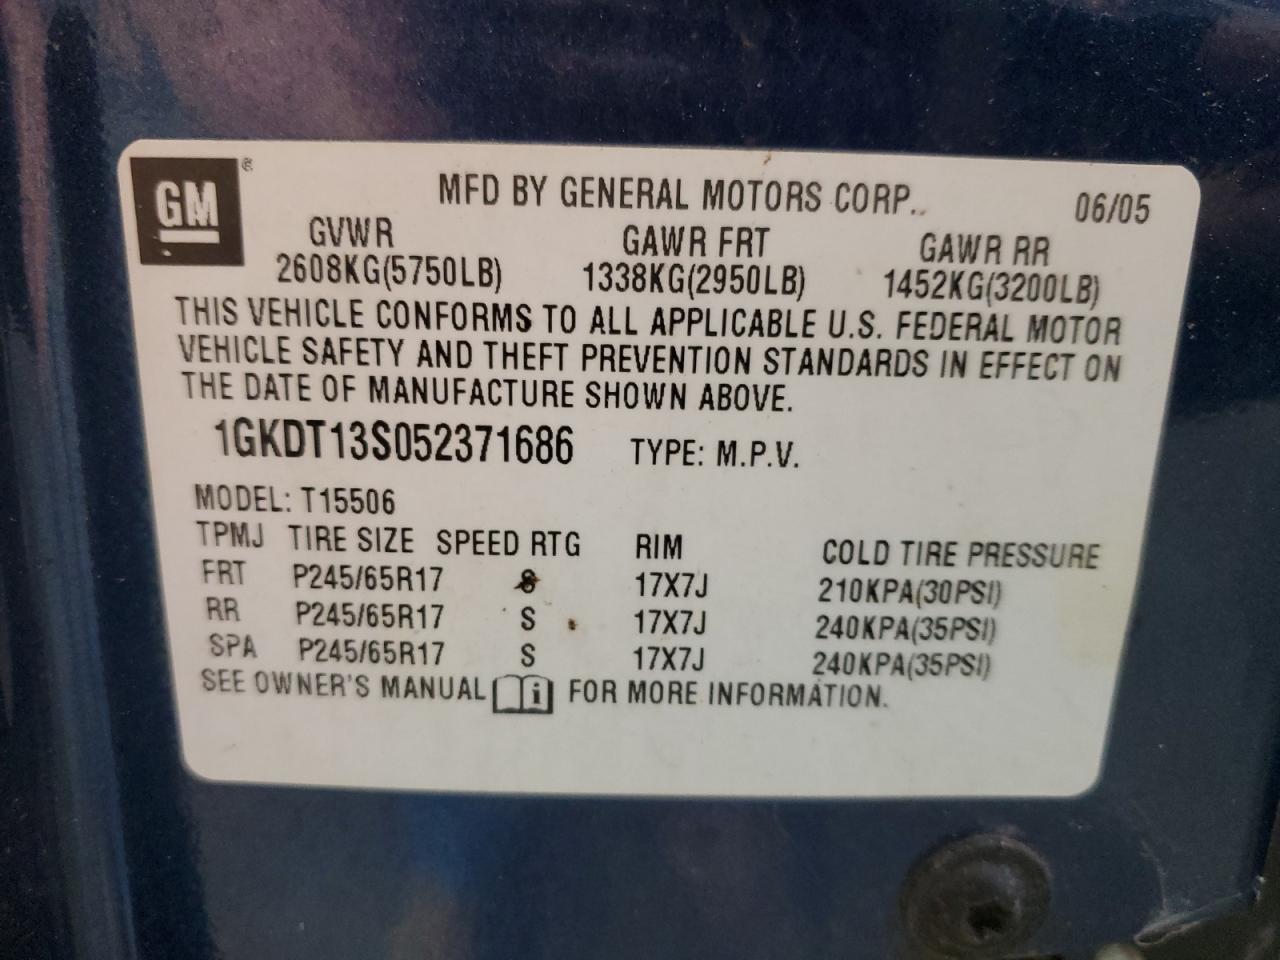 GM ®
MFD BY GENERAL MOTORS CORP.. 06/05
GVWR GAWR FRT GAWR RR
2608KG(5750LB) 1338KG(2950LB) 1452KG(3200LB)
THIS VEHICLE CONFORMS TO ALL APPLICABLE U.S. FEDERAL MOTOR
VEHICLE SAFETY AND THEFT PREVENTION STANDARDS IN EFFECT ON
THE DATE OF MANUFACTURE SHOWN ABOVE.
1GKDT13S052371686 TYPE: M.P.V.
MODEL: T15506
TPMJ TIRE SIZE SPEED RTG RIM COLD TIRE PRESSURE
FRT P245/65R17 S 17X7J 210KPA(30PSI)
RR P245/65R17 S 17X7J 240KPA(35PSI)
SPA P245/65R17 S 17X7J 240KPA(35PSI)
SEE OWNER'S MANUAL i FOR MORE INFORMATION.